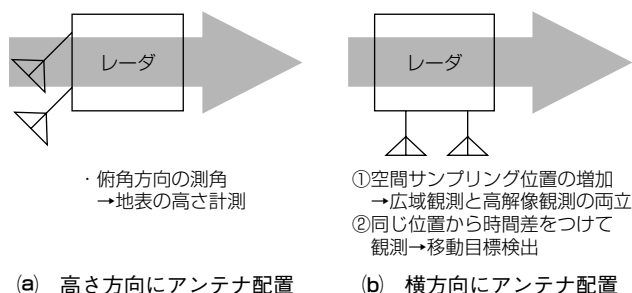 レーダ
・俯角方向の測角
→地表の高さ計測
(a) 高さ方向にアンテナ配置
レーダ
①空間サンプリング位置の増加
→広域観測と高解像観測の両立
②同じ位置から時間差をつけて
観測→移動目標検出
(b) 横方向にアンテナ配置